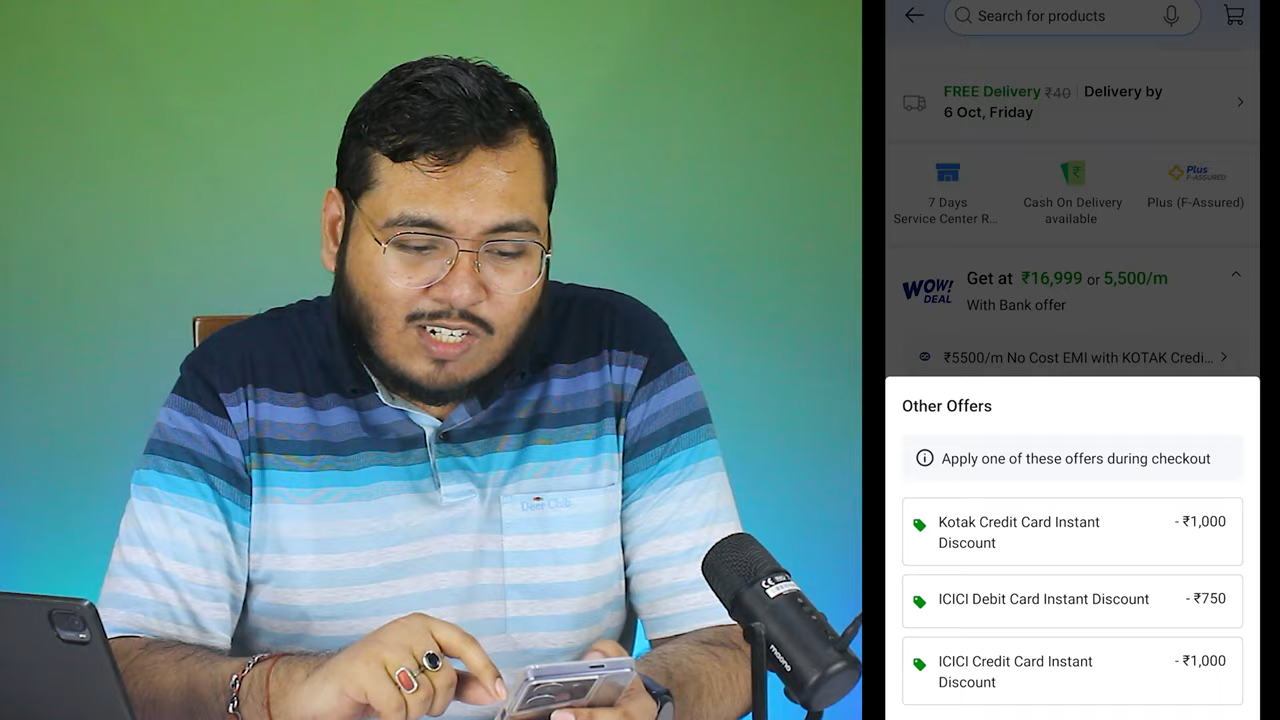 Search for products
FREE Delivery ₹40 Delivery by
6 Oct, Friday
7 Days
Service Center R...
Cash On Delivery
available
Plus
F-ASSURED
Plus (F-Assured)
WOW!
DEAL
Get at ₹16,999 or 5,500/m
With Bank offer
₹5500/m No Cost EMI with KOTAK Credi...
Other Offers
Apply one of these offers during checkout
Kotak Credit Card Instant
Discount
- ₹1,000
ICICI Debit Card Instant Discount
- ₹750
ICICI Credit Card Instant
Discount
- ₹1,000
Deer Club
maono